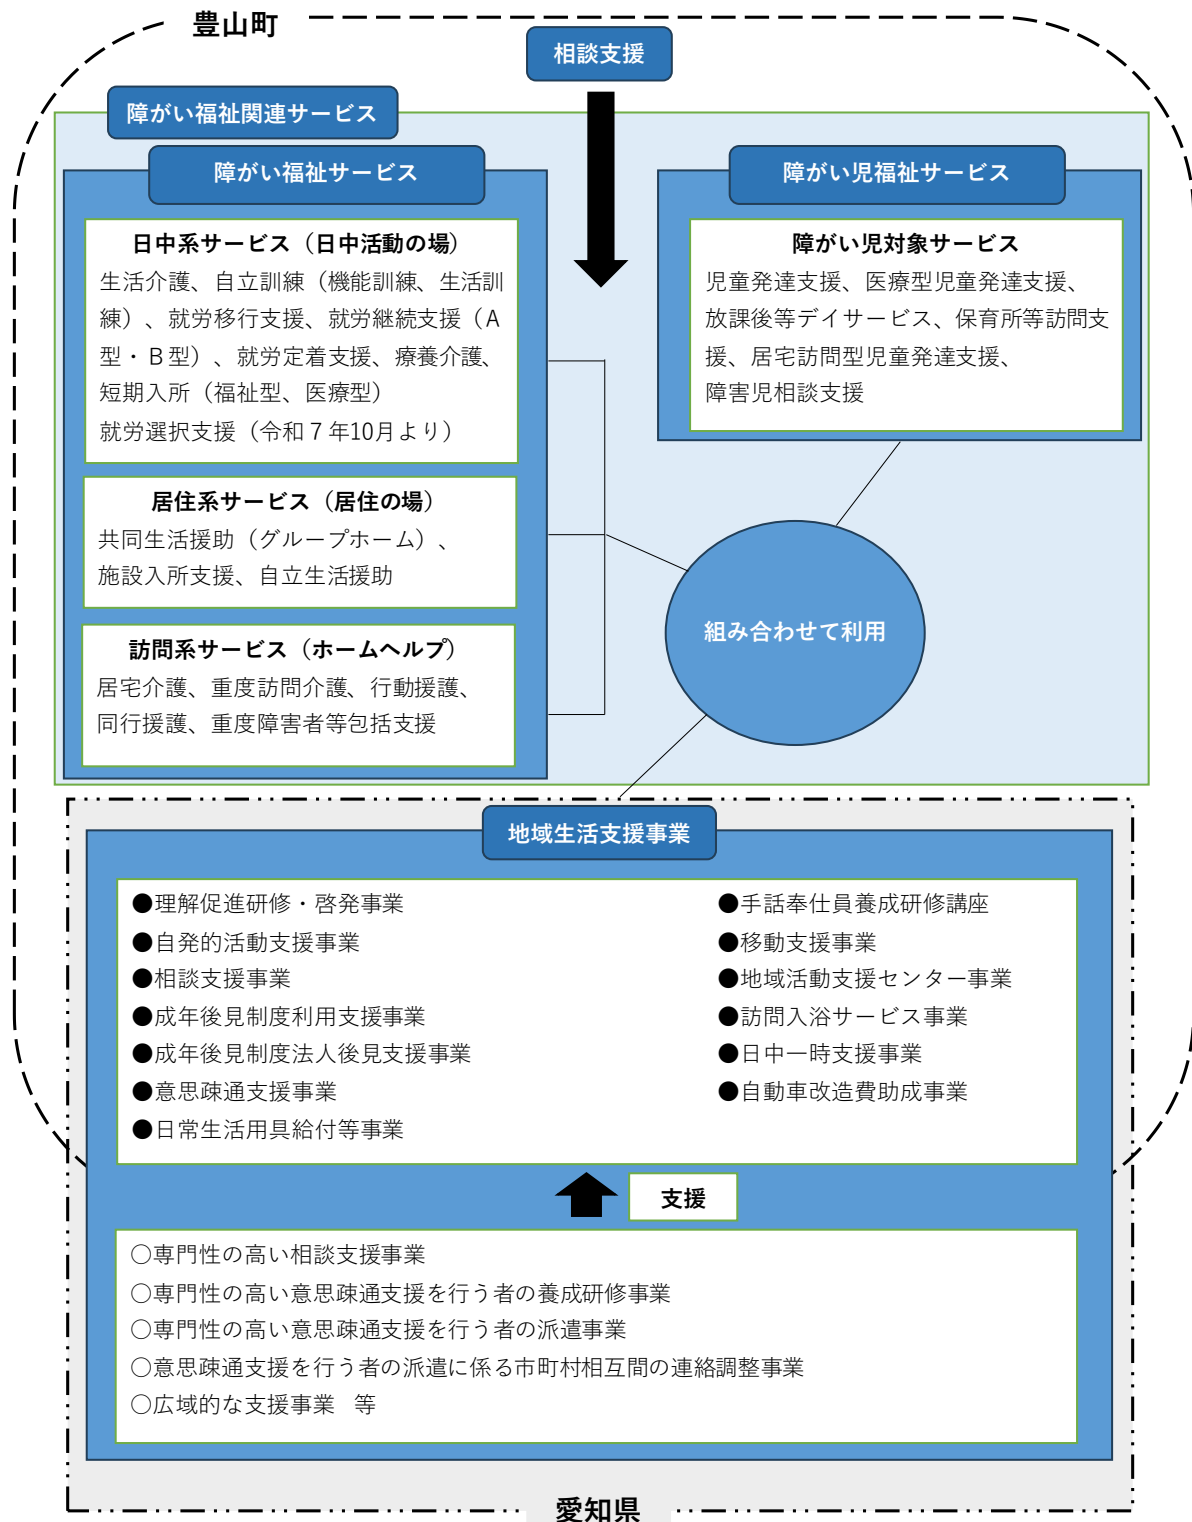 豊山町
相談支援
障がい福祉関連サービス
障がい福祉サービス
日中系サービス（日中活動の場）
生活介護、自立訓練（機能訓練、生活訓
練）、就労移行支援、就労継続支援（Ａ
型・Ｂ型）、就労定着支援、療養介護、
短期入所（福祉型、医療型）
就労選択支援（令和７年10月より）
居住系サービス（居住の場）
共同生活援助（グループホーム）、
施設入所支援、自立生活援助
訪問系サービス（ホームヘルプ）
居宅介護、重度訪問介護、行動援護、
同行援護、重度障害者等包括支援
障がい児福祉サービス
障がい児対象サービス
児童発達支援、医療型児童発達支援、
放課後等デイサービス、保育所等訪問支
援、居宅訪問型児童発達支援、
障害児相談支援
組み合わせて利用
地域生活支援事業
●理解促進研修・啓発事業
●自発的活動支援事業
●相談支援事業
●成年後見制度利用支援事業
●成年後見制度法人後見支援事業
●意思疎通支援事業
●日常生活用具給付等事業
●手話奉仕員養成研修講座
●移動支援事業
●地域活動支援センター事業
●訪問入浴サービス事業
●日中一時支援事業
●自動車改造費助成事業
支援
○専門性の高い相談支援事業
○専門性の高い意思疎通支援を行う者の養成研修事業
○専門性の高い意思疎通支援を行う者の派遣事業
○意思疎通支援を行う者の派遣に係る市町村相互間の連絡調整事業
○広域的な支援事業　等
愛知県